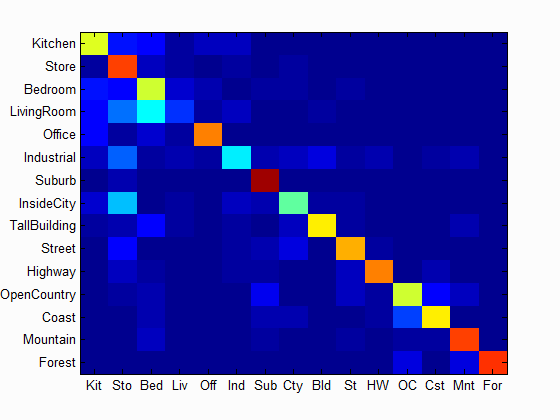 Kitchen
Store
Bedroom
LivingRoom
Office
Industrial
Suburb
InsideCity
TallBuilding
Street
Highway
OpenCountry
Coast
Mountain
Forest
Kit Sto Bed Liv Off Ind Sub Cty Bld St HW OC Cst Mnt For